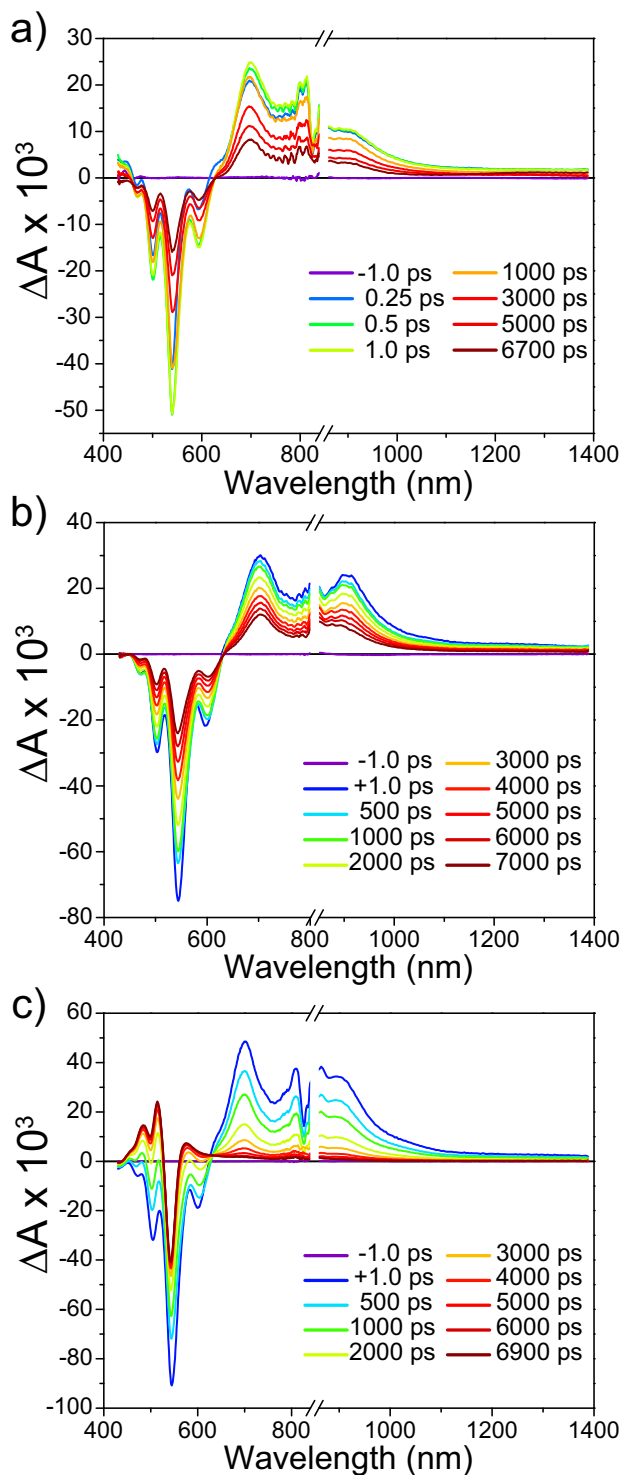 a)
30
20
10
0
-10
-20
-30
-40
-50
ΔA x 10³
-1.0 ps
0.25 ps
0.5 ps
1.0 ps
1000 ps
3000 ps
5000 ps
6700 ps
400 600 800 1000 1200 1400
Wavelength (nm)
b)
40
20
0
-20
-40
-60
-80
ΔA x 10³
-1.0 ps
+1.0 ps
500 ps
1000 ps
2000 ps
3000 ps
4000 ps
5000 ps
6000 ps
7000 ps
400 600 800 1000 1200 1400
Wavelength (nm)
c)
60
40
20
0
-20
-40
-60
-80
-100
ΔA x 10³
-1.0 ps
+1.0 ps
500 ps
1000 ps
2000 ps
3000 ps
4000 ps
5000 ps
6000 ps
6900 ps
400 600 800 1000 1200 1400
Wavelength (nm)